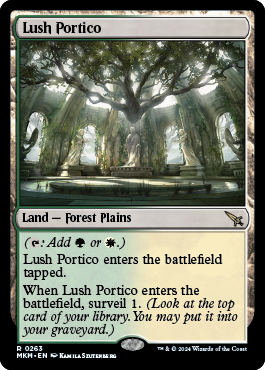 Lush Portico
Land — Forest Plains
(: Add or .)
Lush Portico enters the battlefield
tapped.
When Lush Portico enters the
battlefield, surveil 1. (Look at the top
card of your library. You may put it into
your graveyard.)
R 0263
MKM • EN Kamila Szutenberg
™ & © 2024 Wizards of the Coast